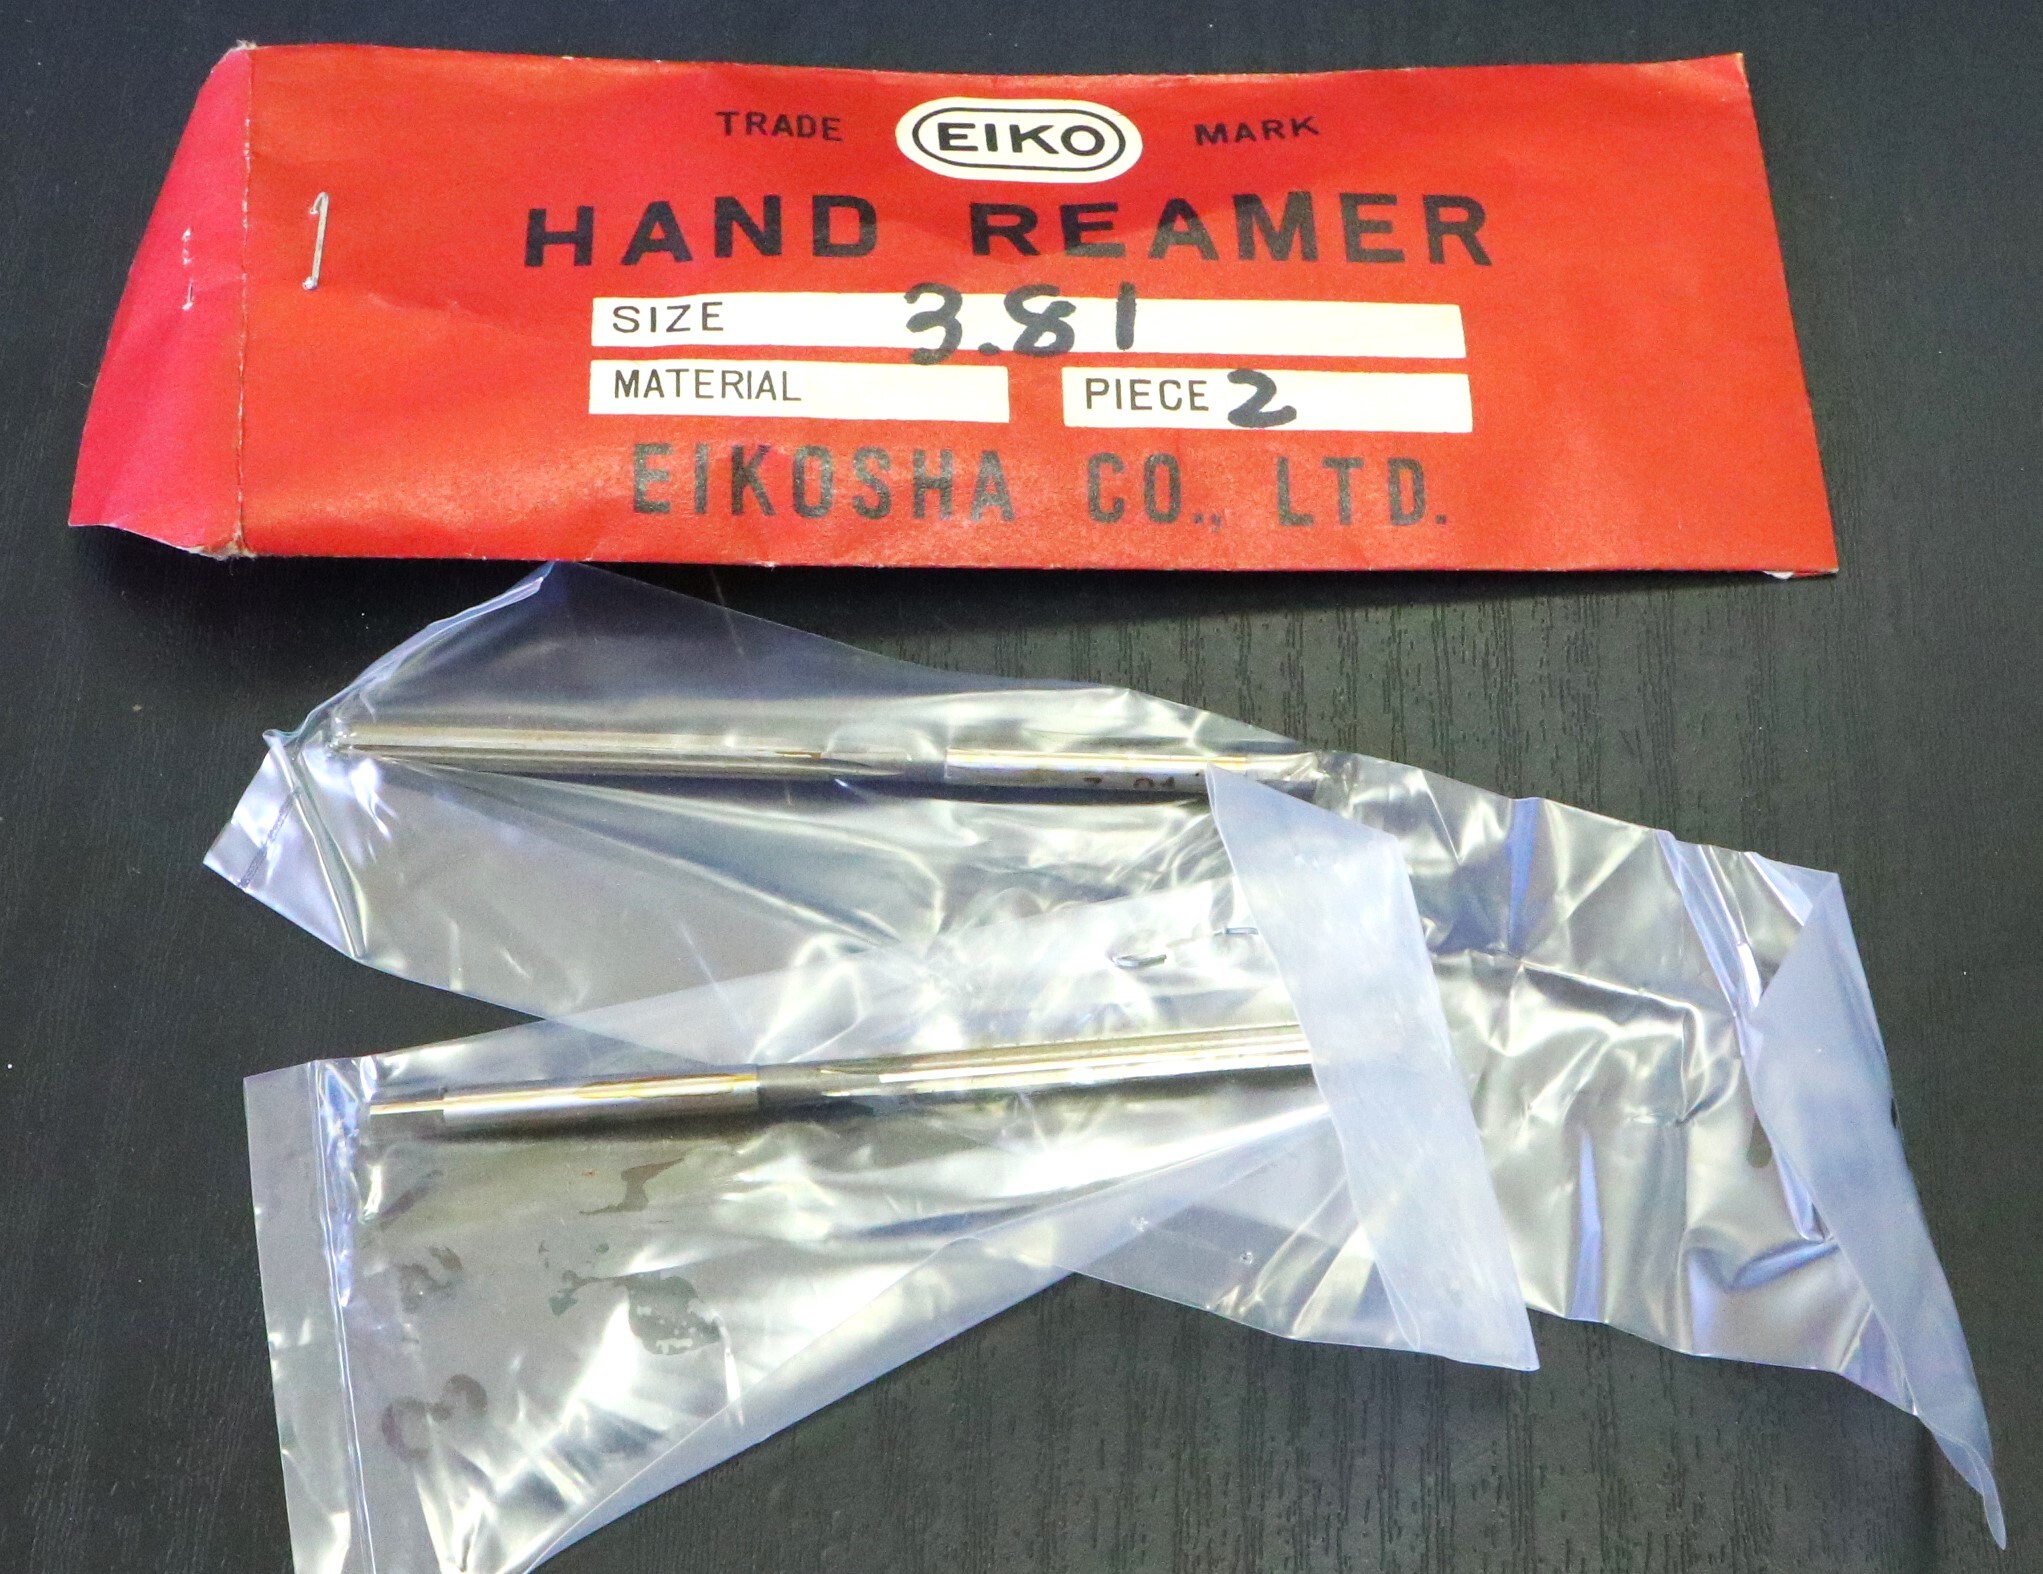 TRADE EIKO MARK
HAND REAMER
SIZE 3.81
MATERIAL PIECE 2
EIKOSHA CO., LTD.